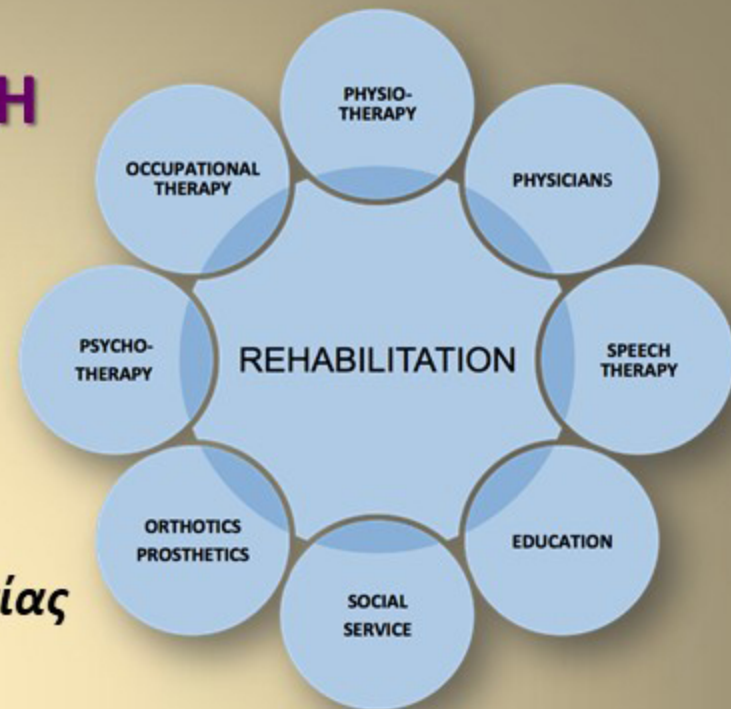 Η
PHYSIO-
THERAPY
OCCUPATIONAL
THERAPY
PHYSICIANS
PSYCHO-
THERAPY
REHABILITATION
SPEECH
THERAPY
ORTHOTICS
PROSTHETICS
EDUCATION
SOCIAL
SERVICE
ίας